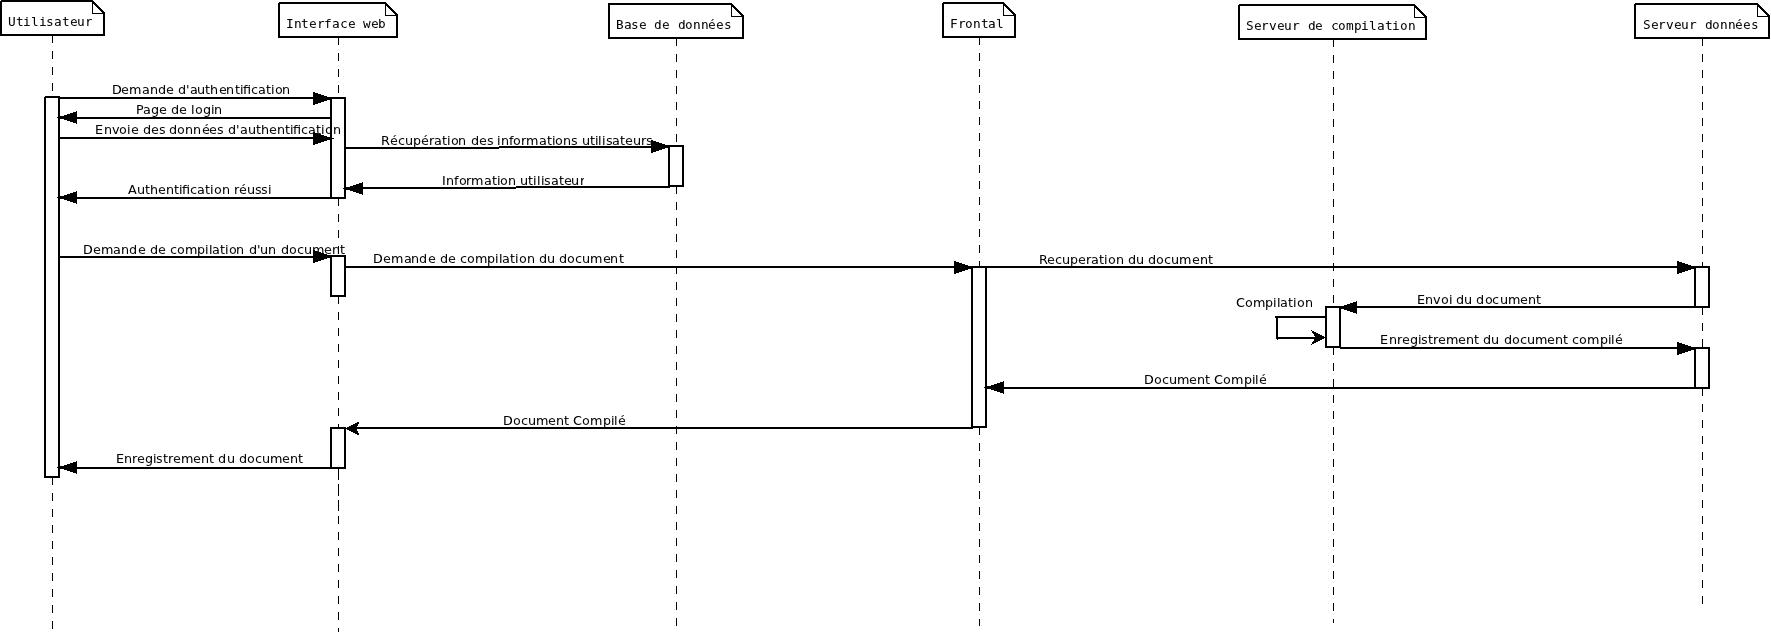 Utilisateur
Interface web
Base de données
Frontal
Serveur de compilation
Serveur données
Demande d'authentification
Page de login
Envoie des données d'authentification
Récupération des informations utilisateurs
Information utilisateur
Authentification réussi
Demande de compilation d'un document
Demande de compilation du document
Recuperation du document
Envoi du document
Compilation
Enregistrement du document compilé
Document Compilé
Document Compilé
Enregistrement du document